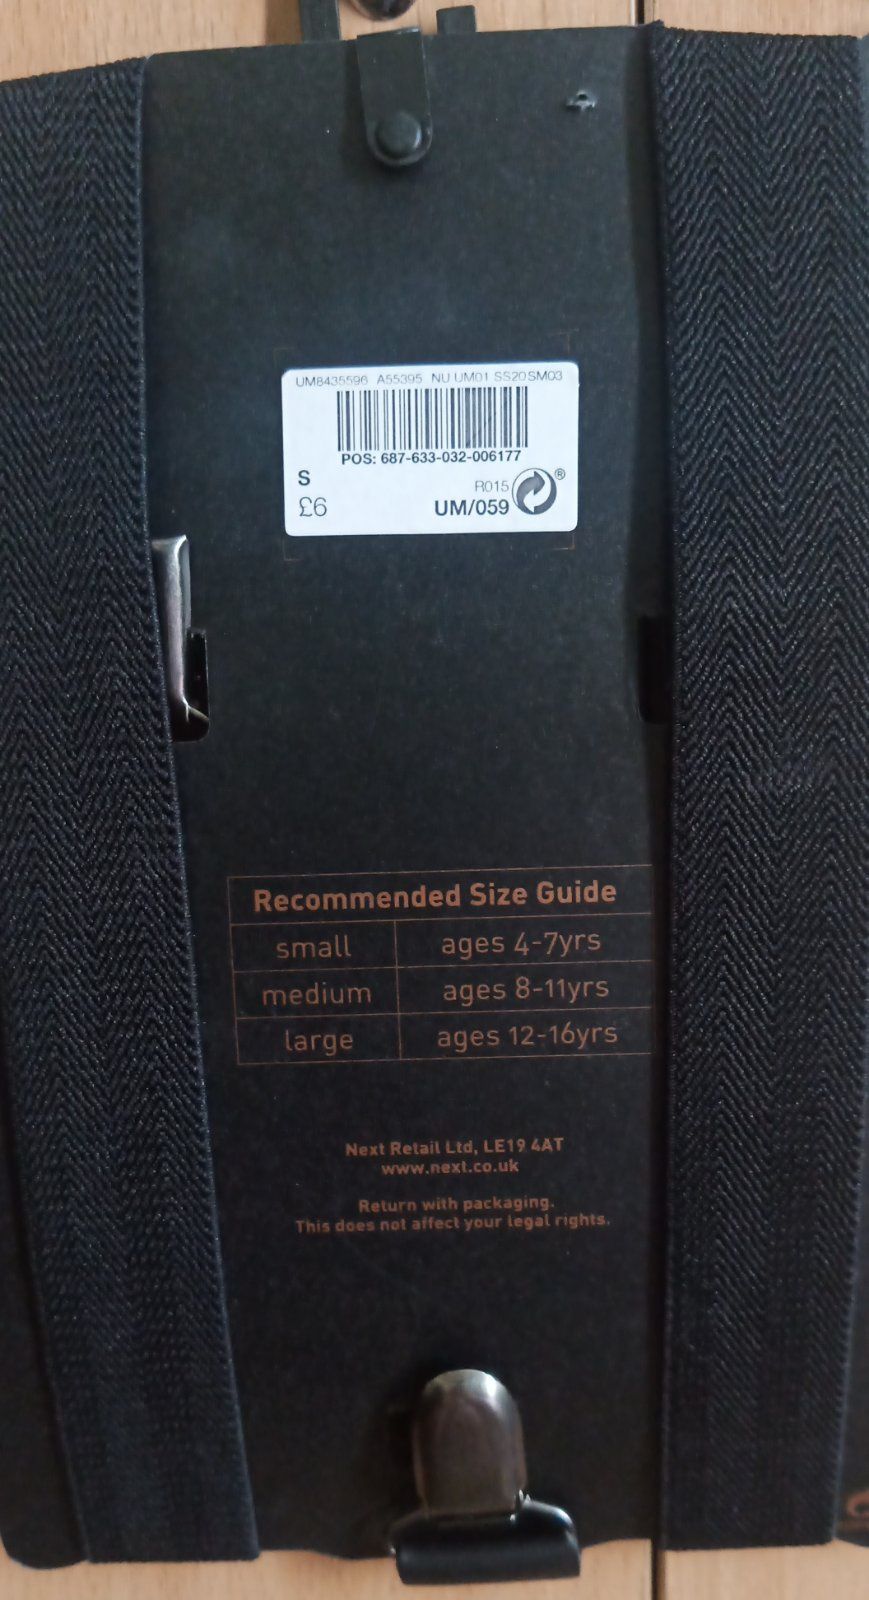 UM8435596 A55395 NU UM01 SS20SM03
POS: 687-633-032-006177
S
R015
®
£6
UM/059
Recommended Size Guide
small ages 4-7yrs
medium ages 8-11yrs
large ages 12-16yrs
Next Retail Ltd, LE19 4AT
www.next.co.uk
Return with packaging.
This does not affect your legal rights.